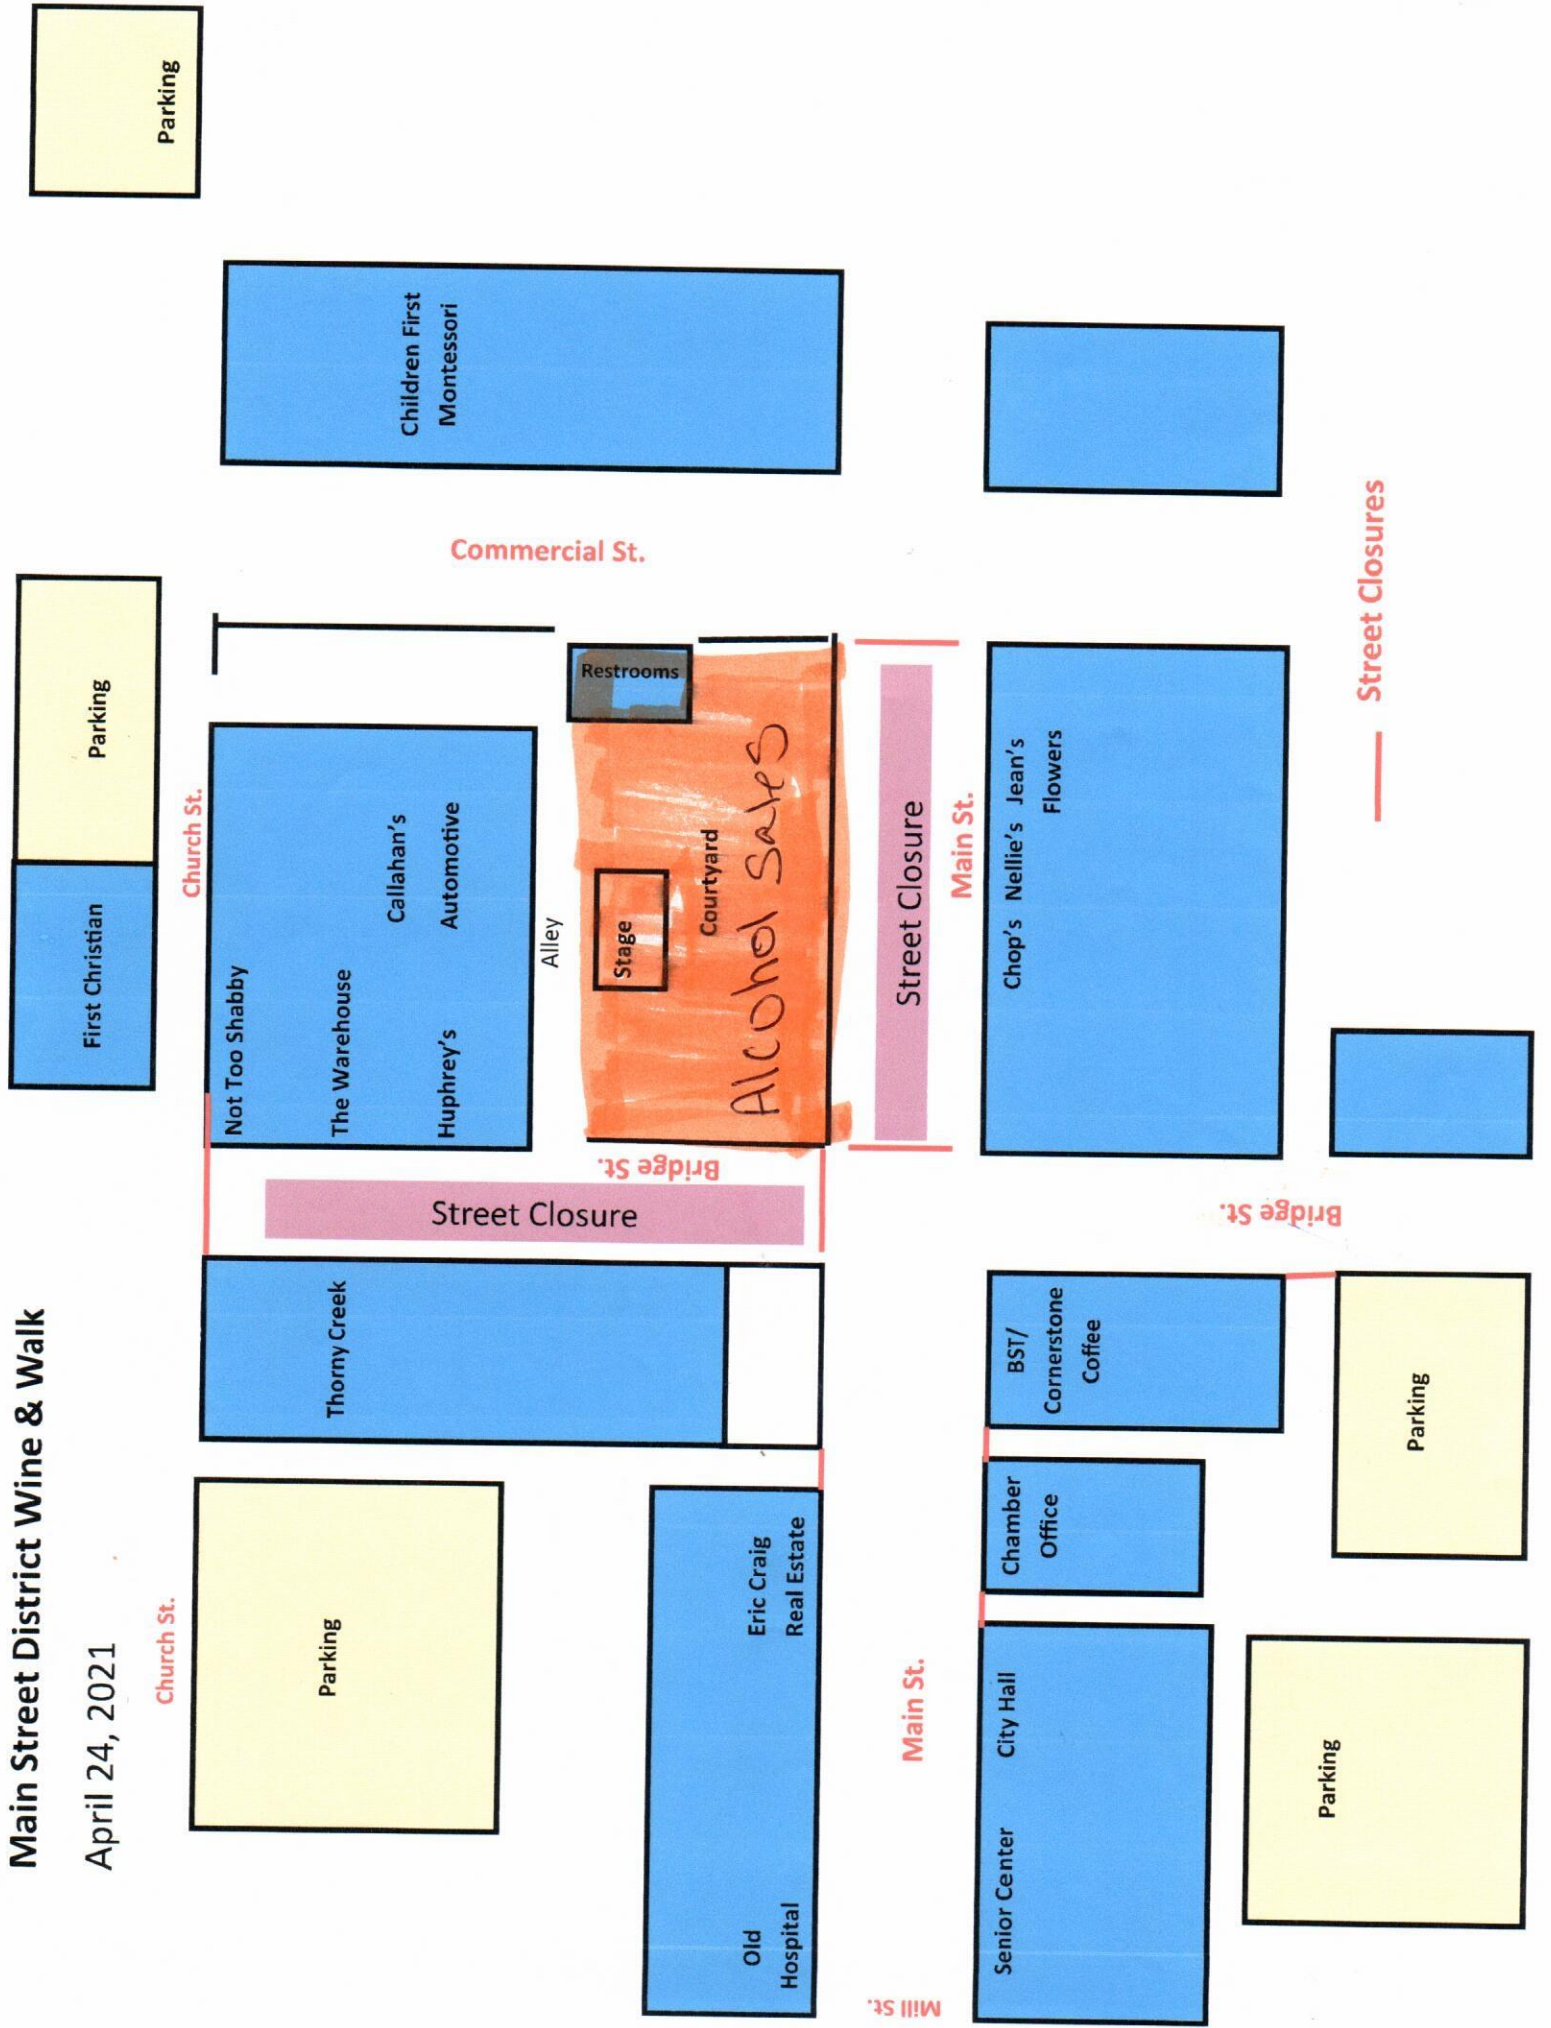 Main Street District Wine & Walk
April 24, 2021
Church St.
Church St.
First Christian
Parking
Parking
Parking
Thorny Creek
Street Closure
Bridge St.
Not Too Shabby
The Warehouse
Callahan's
Huphrey's
Automotive
Alley
Stage
Restrooms
Courtyard
Alcohol Sales
Commercial St.
Children First
Montessori
Old
Hospital
Eric Craig
Real Estate
Mill St.
Main St.
Street Closure
Main St.
Senior Center
City Hall
Chamber
Office
BST/
Cornerstone
Coffee
Chop's Nellie's Jean's
Flowers
Bridge St.
Parking
Parking
Street Closures